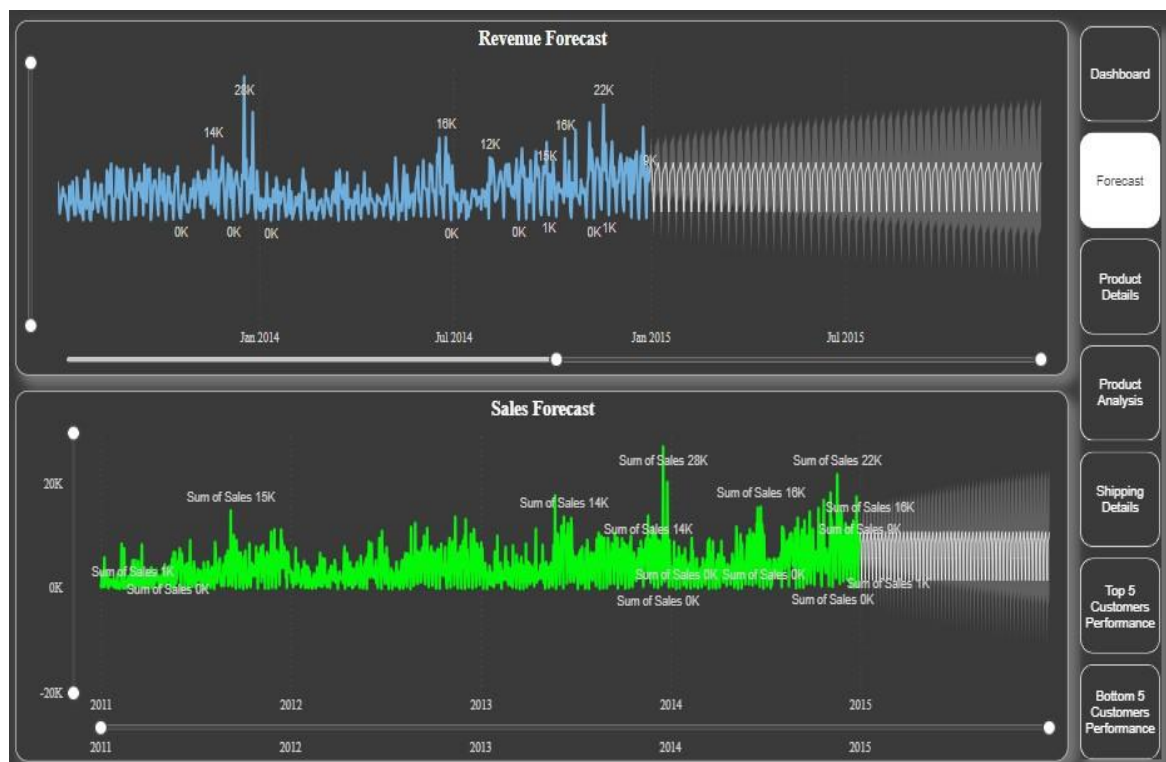 Revenue Forecast
28K
22K
14K
16K
16K
12K
15K
9K
0K
0K
0K
0K
0K
1K
0K
1K
Jan 2014
Jul 2014
Jan 2015
Jul 2015
Sales Forecast
20K
0K
-20K
Sum of Sales 28K
Sum of Sales 22K
Sum of Sales 15K
Sum of Sales 14K
Sum of Sales 16K
Sum of Sales 16K
Sum of Sales 14K
Sum of Sales 9K
Sum of Sales 1K
Sum of Sales 0K
Sum of Sales 0K
Sum of Sales 0K
Sum of Sales 1K
Sum of Sales 0K
Sum of Sales 0K
2011
2012
2013
2014
2015
2011
2012
2013
2014
2015
Dashboard
Forecast
Product
Details
Product
Analysis
Shipping
Details
Top 5
Customers
Performance
Bottom 5
Customers
Performance